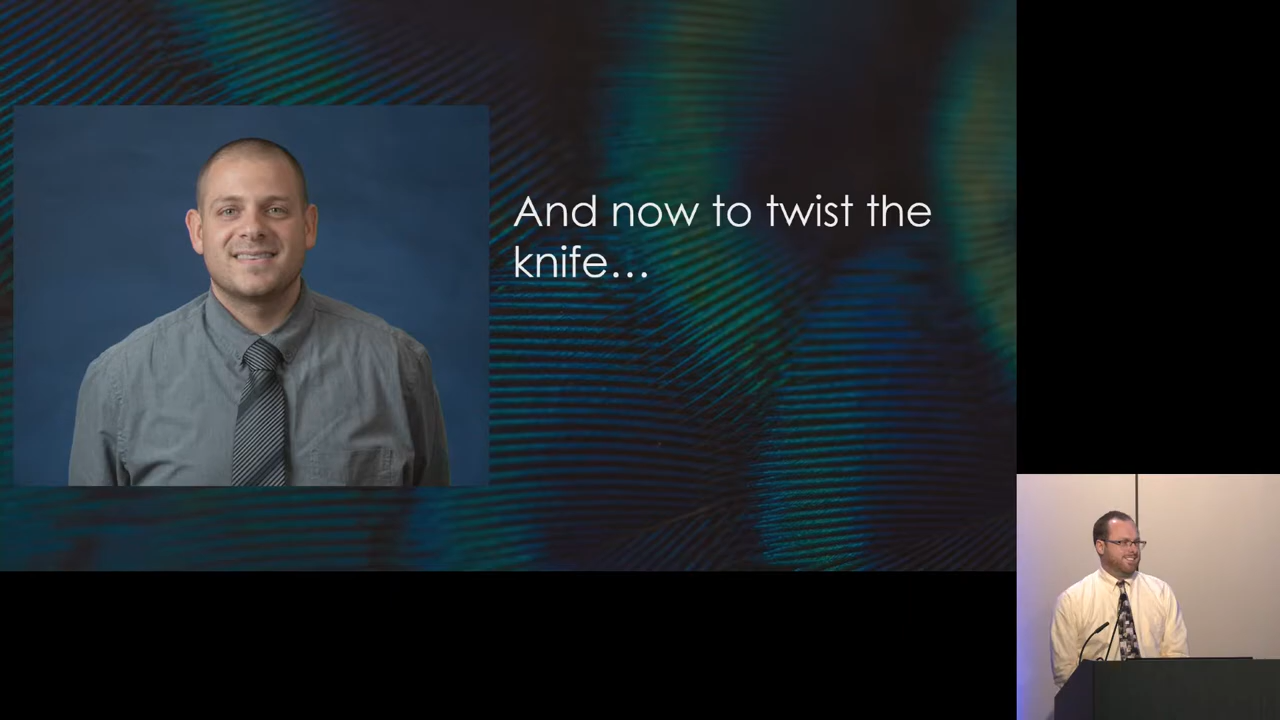 And now to twist the
knife…